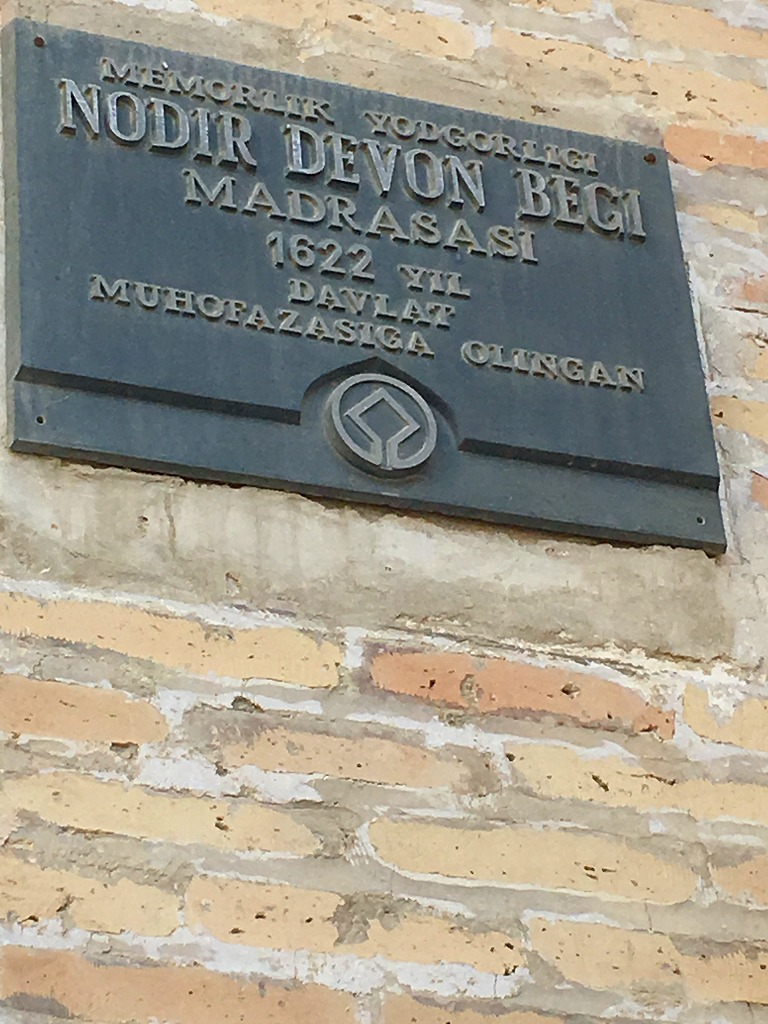 MEMORLIK YODGORLIGI
NODIR DEVON BEGI
MADRASASI
1622 YIL
DAVLAT
MUHOFAZASIGA OLINGAN